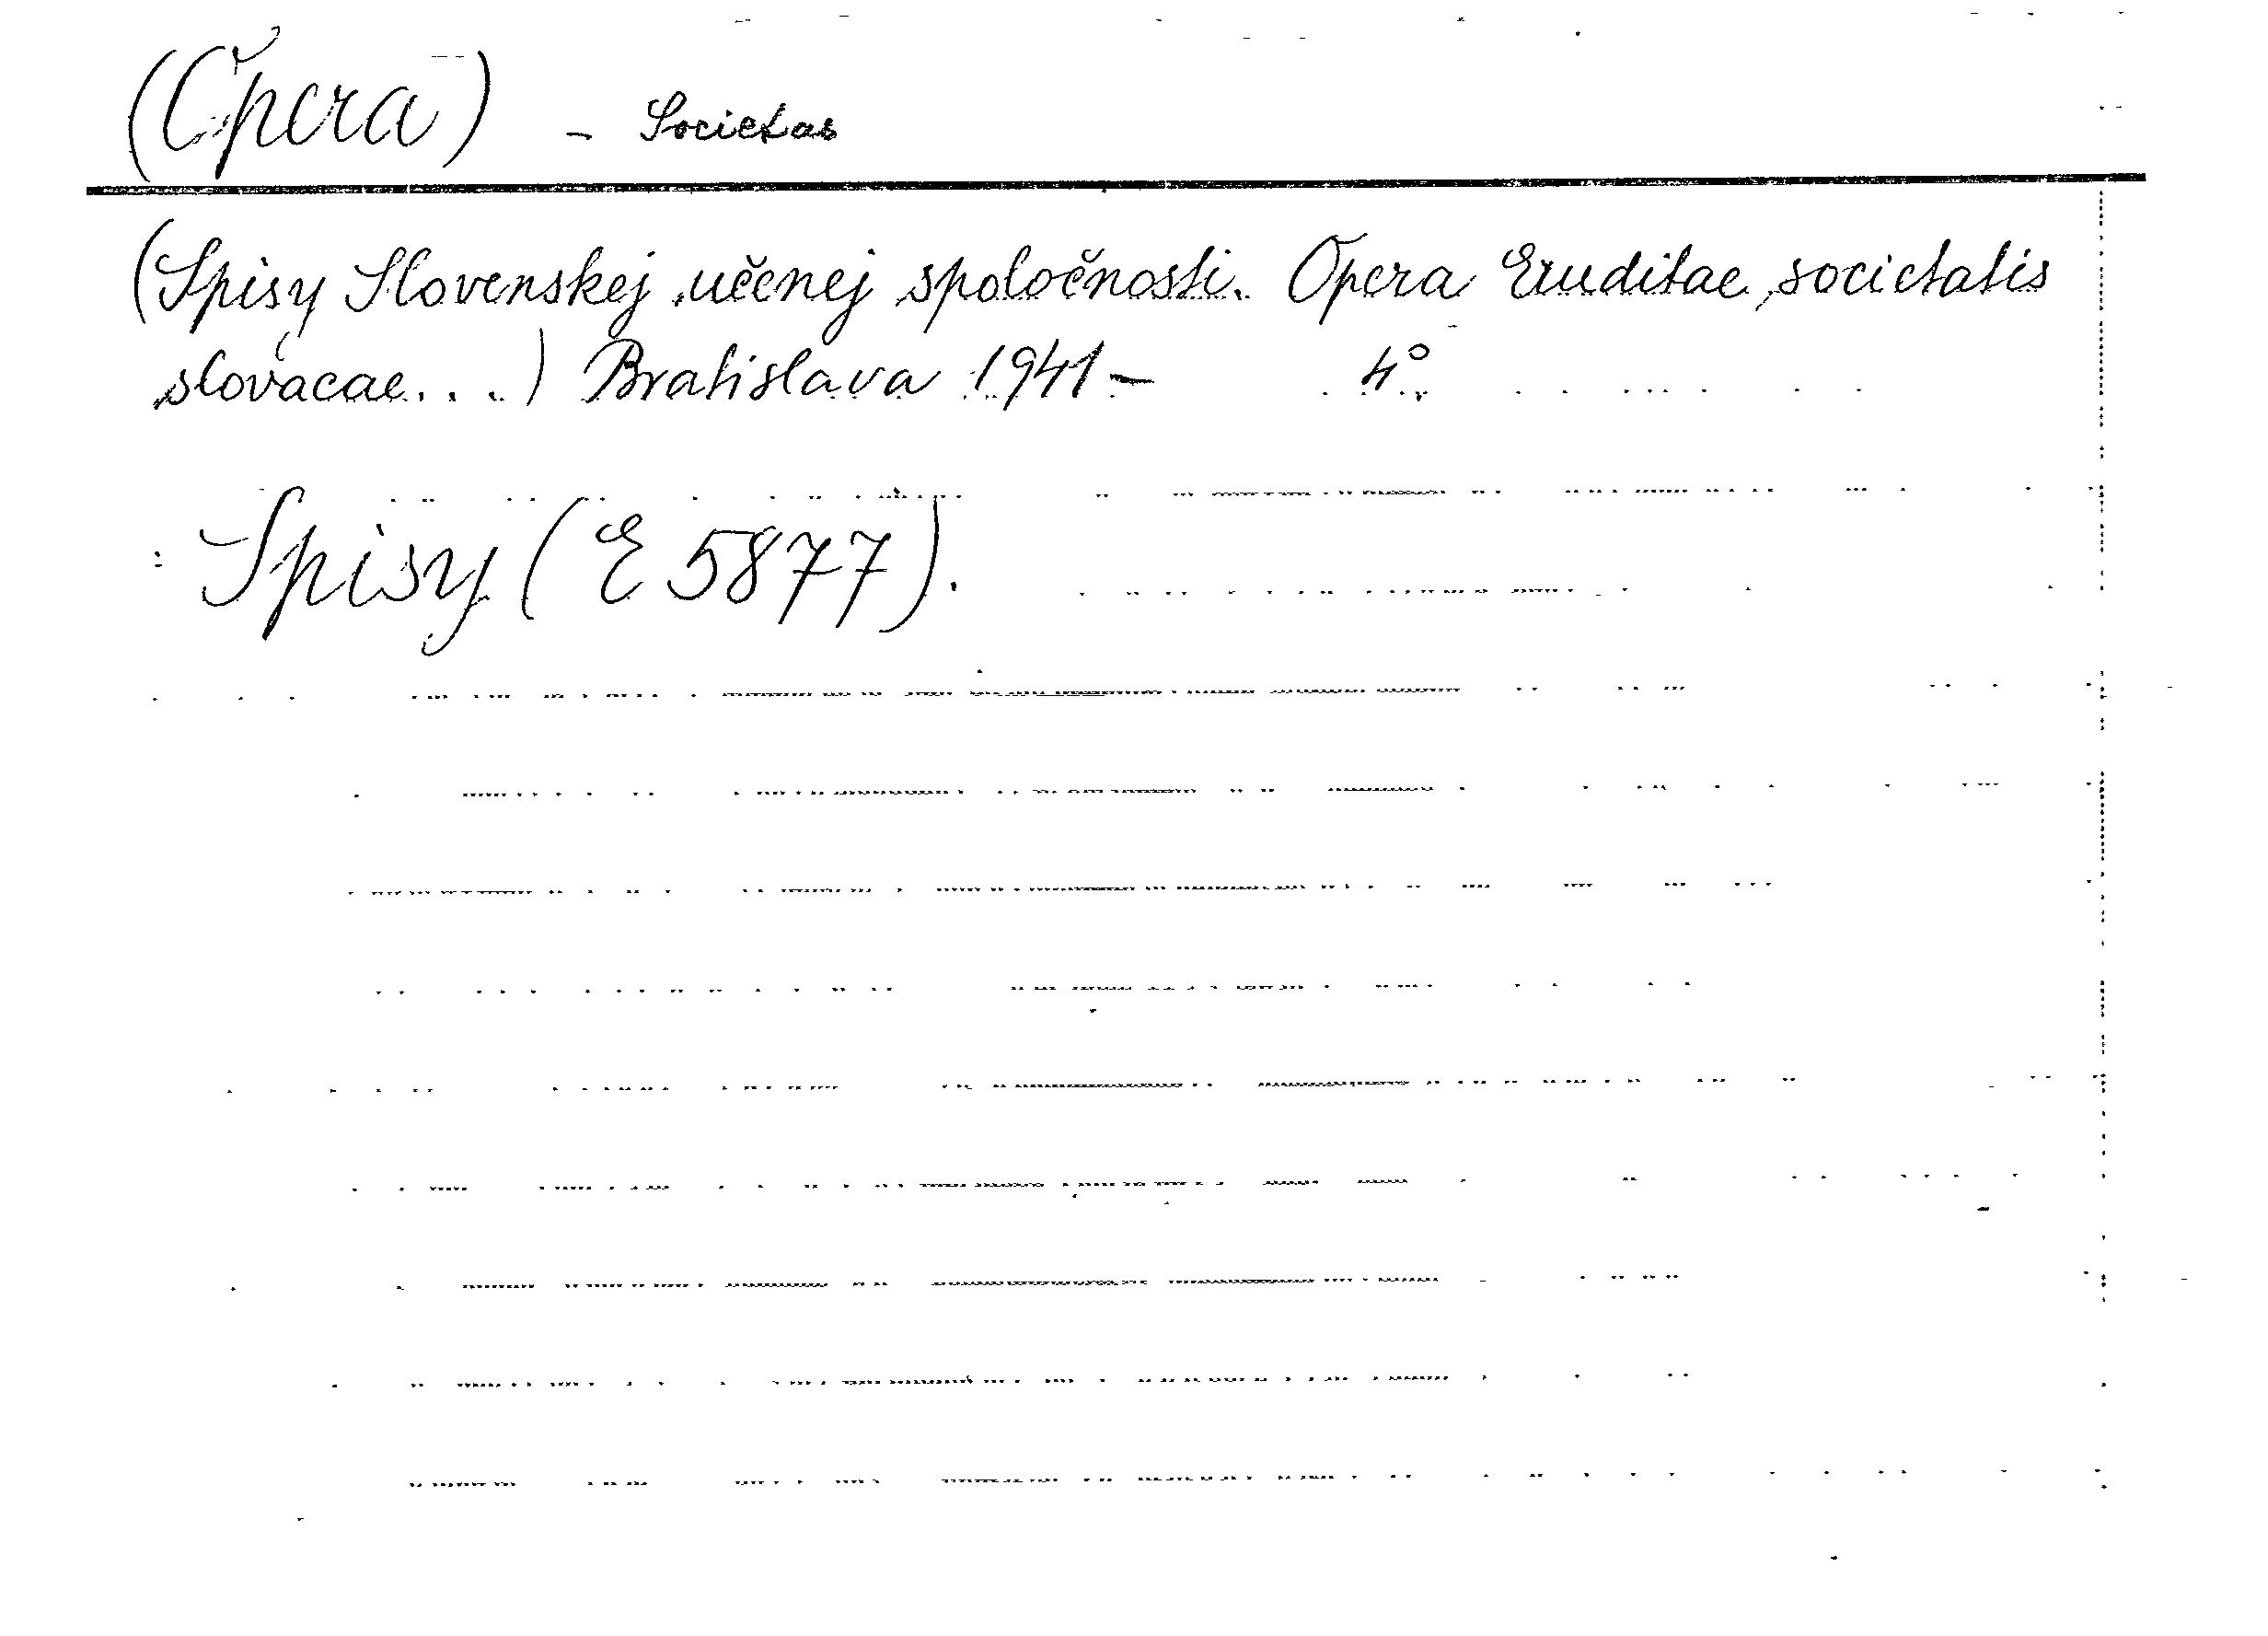 (Opera) - Societas
(Spisy Slovenskej učenej spoločnosti. Opera Eruditae societatis
slovacae...) Bratislava 1941- 4°
: Spisy (E 5877).